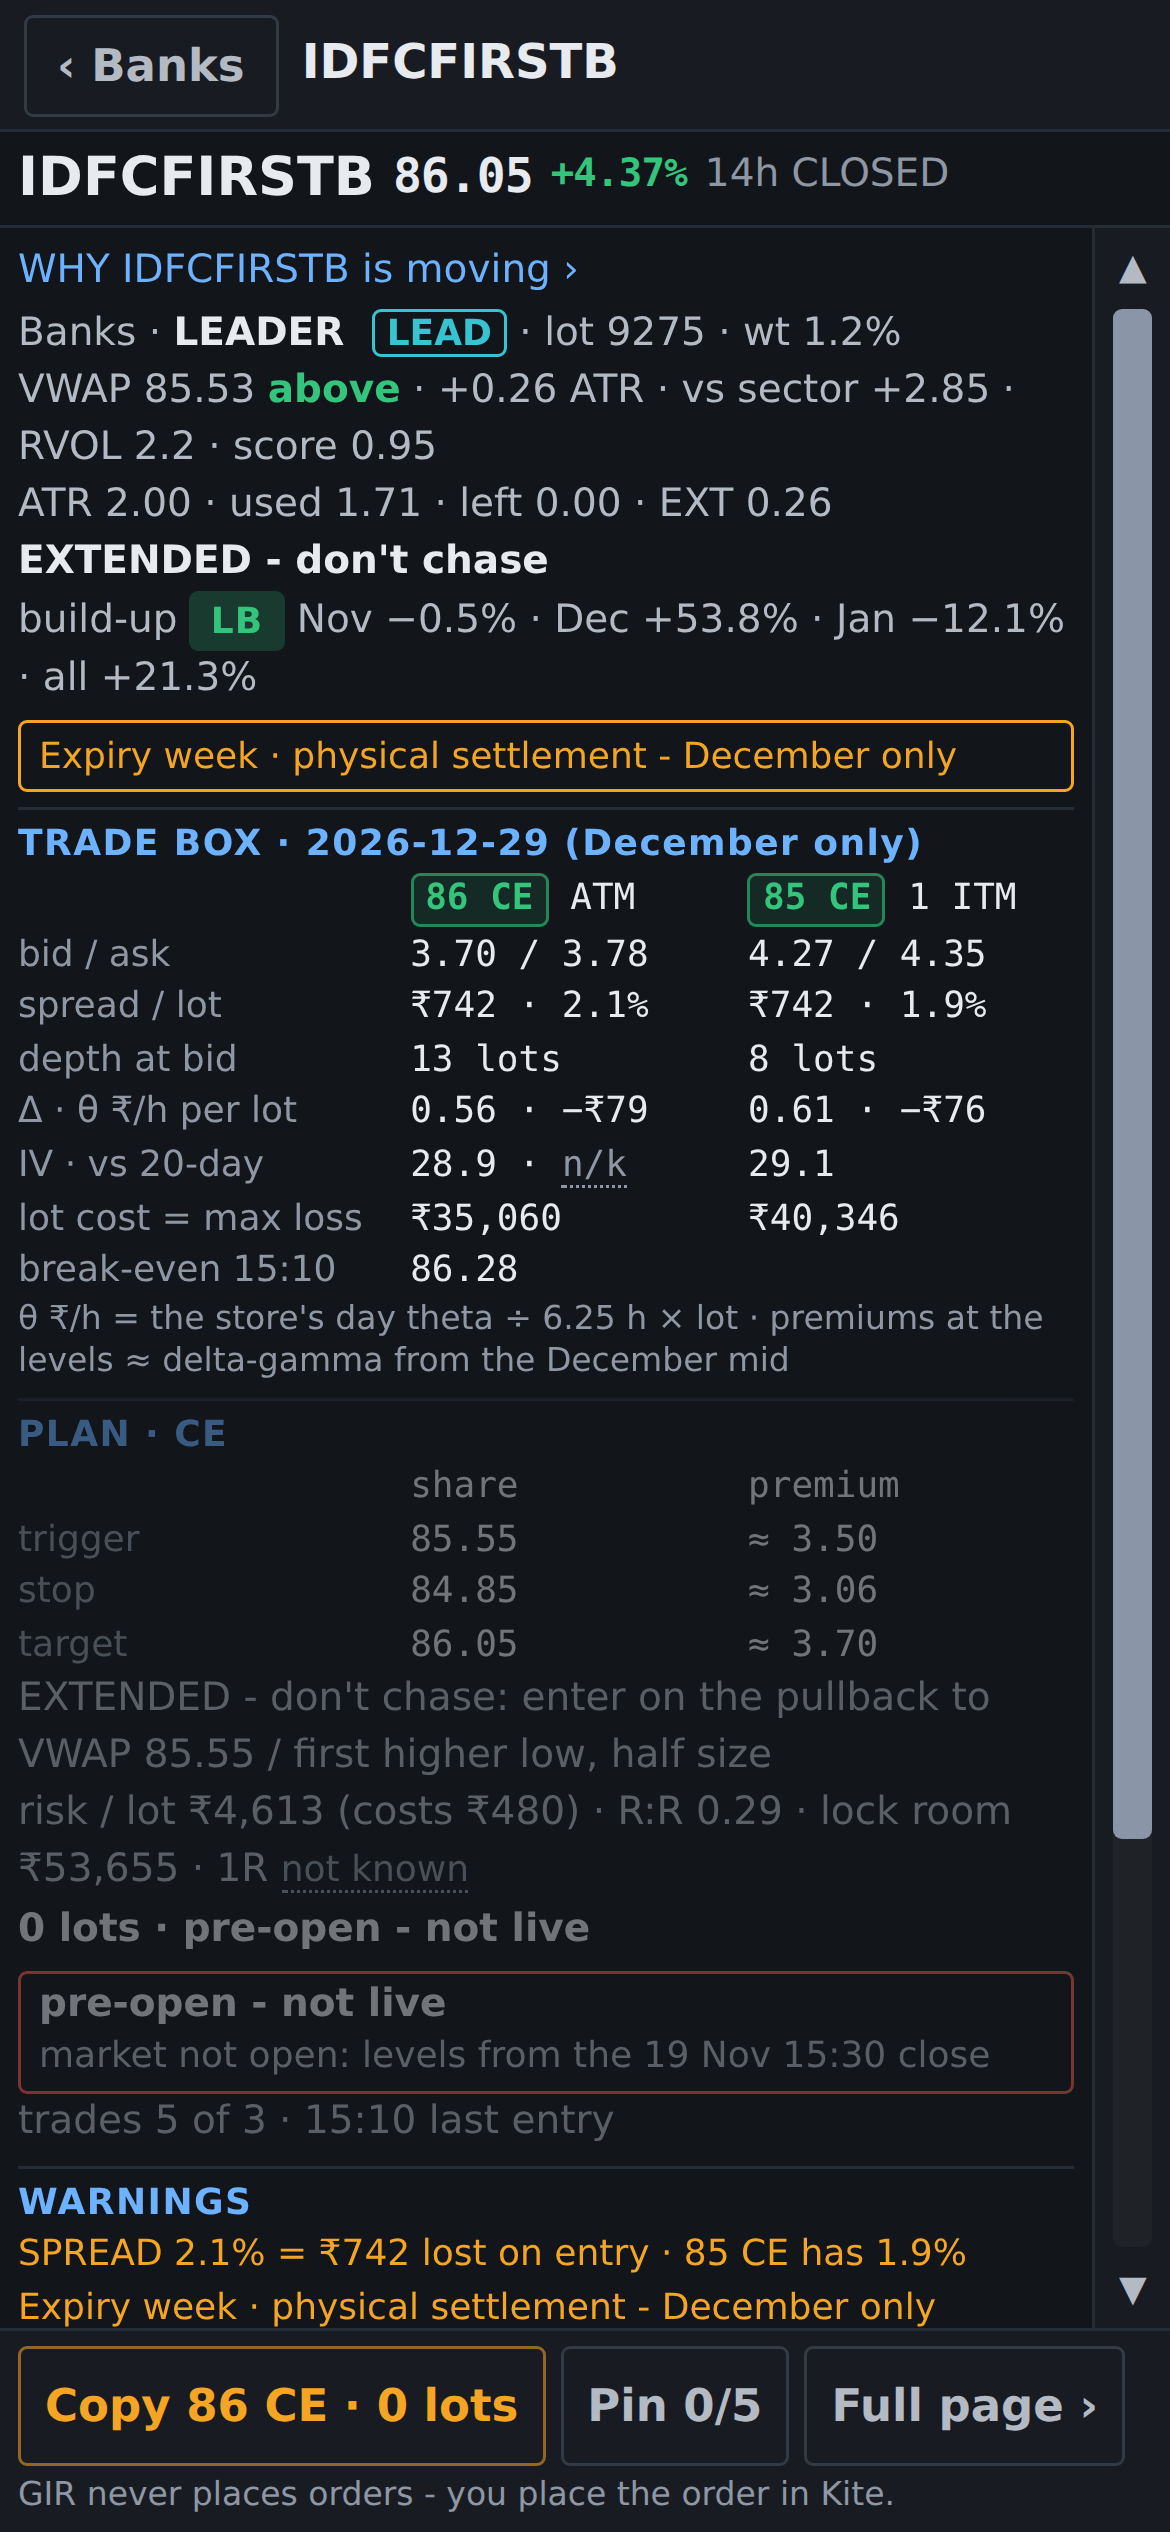 ‹ Banks IDFCFIRSTB
IDFCFIRSTB 86.05 +4.37% 14h CLOSED
WHY IDFCFIRSTB is moving ›
▲
Banks · LEADER LEAD · lot 9275 · wt 1.2%
VWAP 85.53 above · +0.26 ATR · vs sector +2.85 ·
RVOL 2.2 · score 0.95
ATR 2.00 · used 1.71 · left 0.00 · EXT 0.26
EXTENDED - don't chase
build-up LB Nov −0.5% · Dec +53.8% · Jan −12.1%
· all +21.3%
Expiry week · physical settlement - December only
TRADE BOX · 2026-12-29 (December only)
86 CE ATM 85 CE 1 ITM
bid / ask 3.70 / 3.78 4.27 / 4.35
spread / lot ₹742 · 2.1% ₹742 · 1.9%
depth at bid 13 lots 8 lots
Δ · θ ₹/h per lot 0.56 · −₹79 0.61 · −₹76
IV · vs 20-day 28.9 · n/k 29.1
lot cost = max loss ₹35,060 ₹40,346
break-even 15:10 86.28
θ ₹/h = the store's day theta ÷ 6.25 h × lot · premiums at the
levels ≈ delta-gamma from the December mid
PLAN · CE
share premium
trigger 85.55 ≈ 3.50
stop 84.85 ≈ 3.06
target 86.05 ≈ 3.70
EXTENDED - don't chase: enter on the pullback to
VWAP 85.55 / first higher low, half size
risk / lot ₹4,613 (costs ₹480) · R:R 0.29 · lock room
₹53,655 · 1R not known
0 lots · pre-open - not live
pre-open - not live
market not open: levels from the 19 Nov 15:30 close
trades 5 of 3 · 15:10 last entry
WARNINGS
SPREAD 2.1% = ₹742 lost on entry · 85 CE has 1.9%
▼
Expiry week · physical settlement - December only
Copy 86 CE · 0 lots Pin 0/5 Full page ›
GIR never places orders - you place the order in Kite.